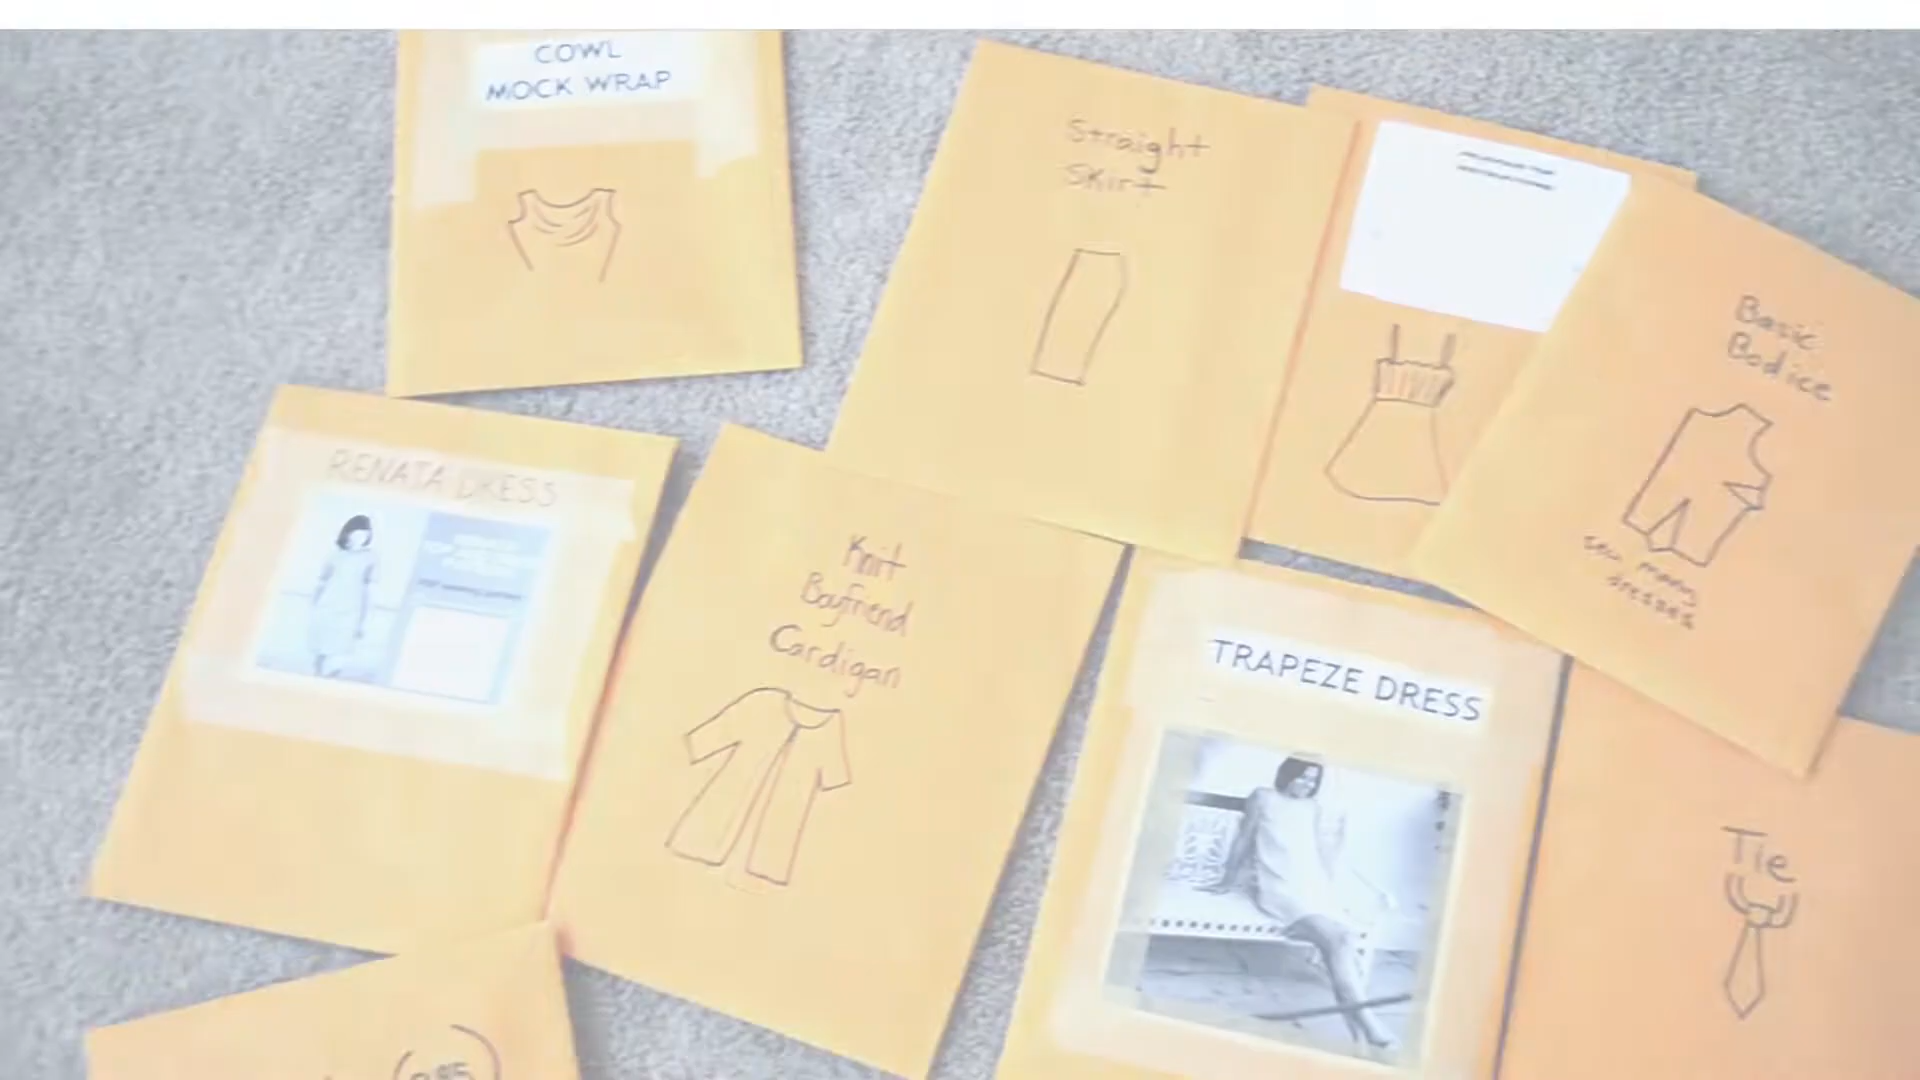 COWL
MOCK WRAP
Straight
Skirt
Basic
Bodice
sew many
dresses
RENATA DRESS
Knit
Boyfriend
Cardigan
TRAPEZE DRESS
Tie